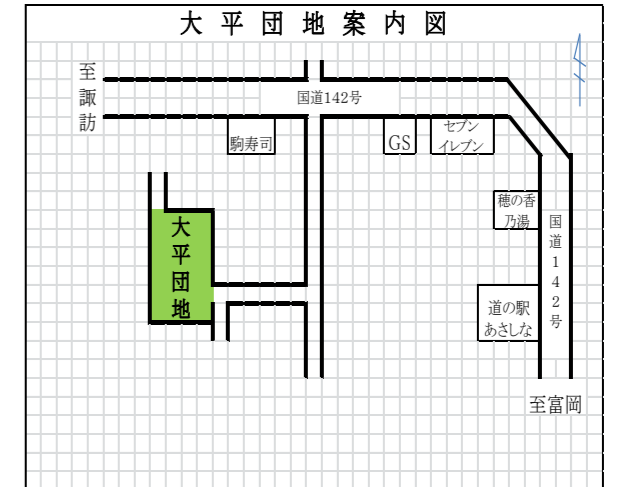 大平団地案内図
至諏訪
国道142号
駒寿司
GS
セブン
イレブン
穂の香
乃湯
国道142号
大平団地
道の駅
あさしな
至富岡